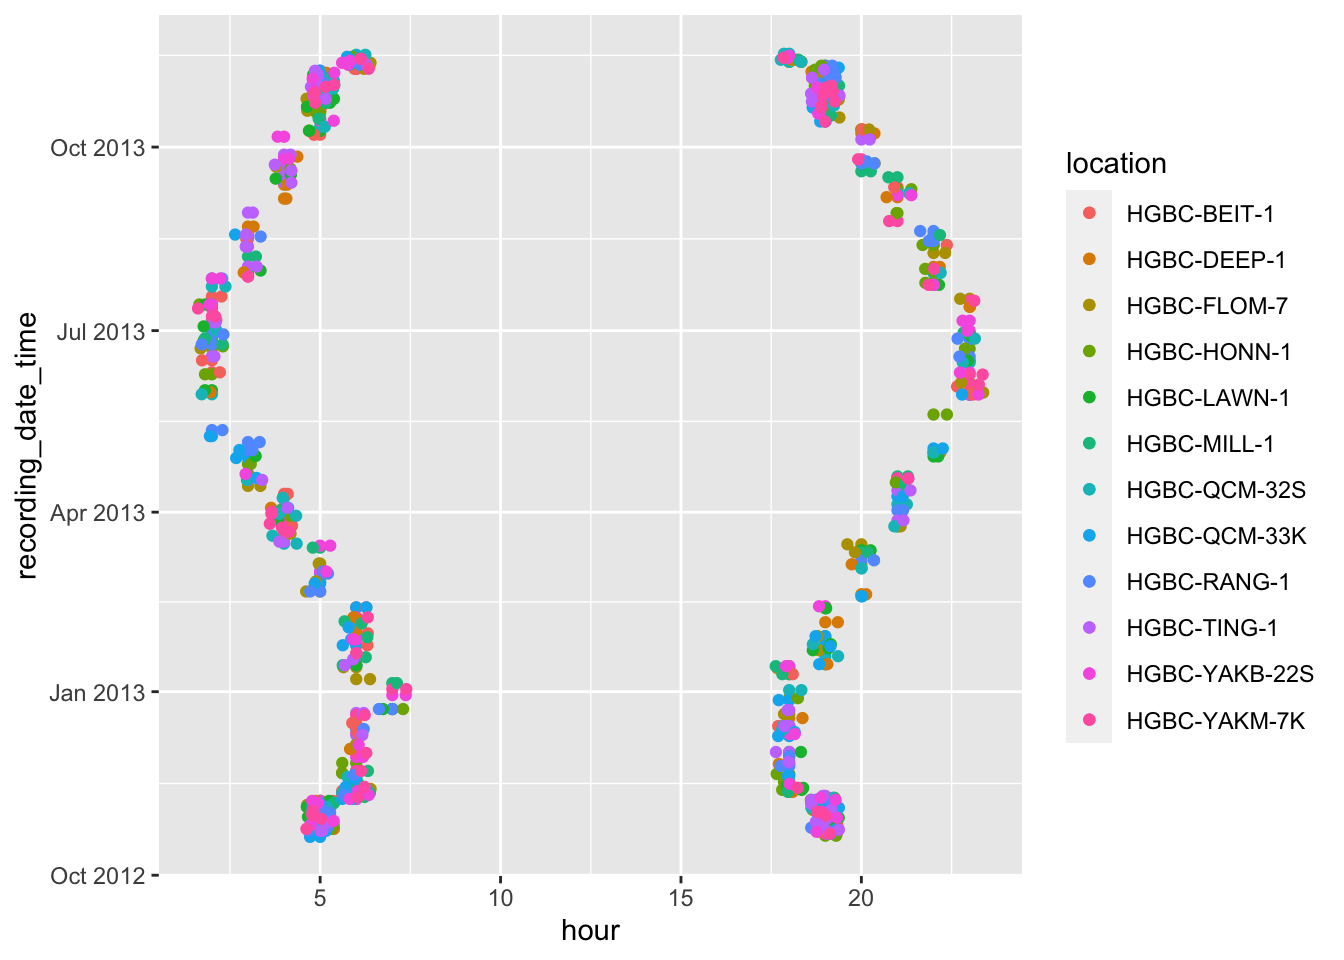 recording_date_time
Oct 2013
Jul 2013
Apr 2013
Jan 2013
Oct 2012
5
10
15
20
hour
location
HGBC-BEIT-1
HGBC-DEEP-1
HGBC-FLOM-7
HGBC-HONN-1
HGBC-LAWN-1
HGBC-MILL-1
HGBC-QCM-32S
HGBC-QCM-33K
HGBC-RANG-1
HGBC-TING-1
HGBC-YAKB-22S
HGBC-YAKM-7K